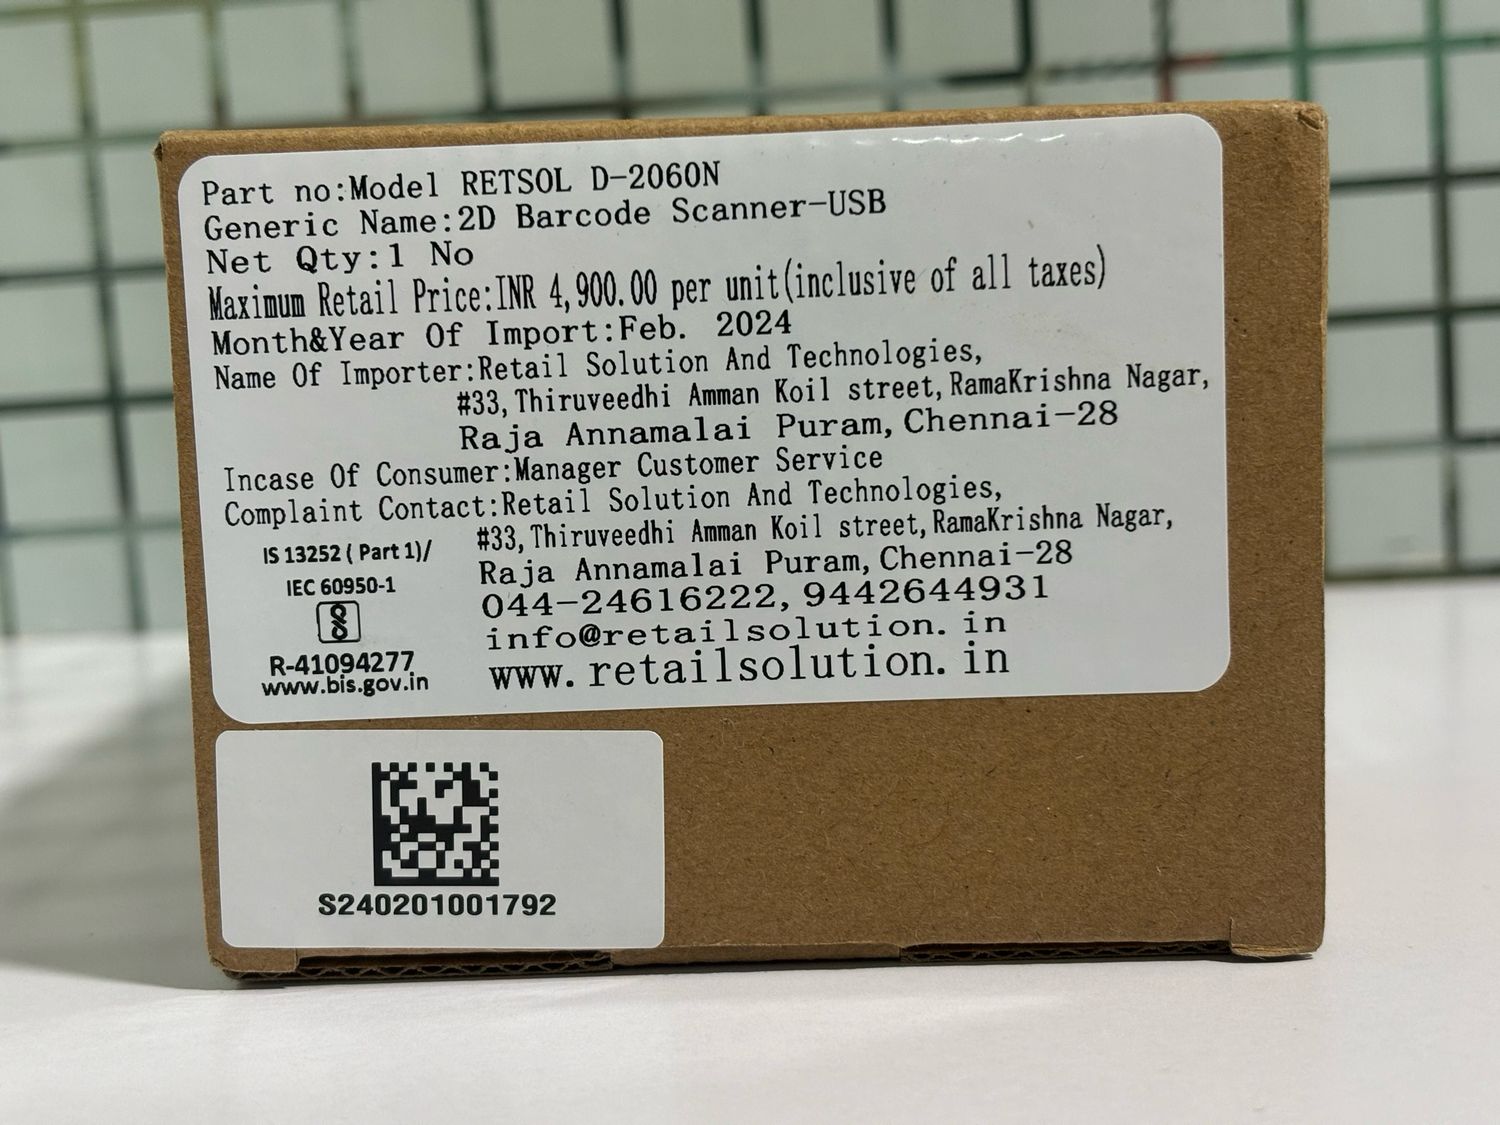 Part no:Model RETSOL D-2060N
Generic Name:2D Barcode Scanner-USB
Net Qty:1 No
Maximum Retail Price:INR 4,900.00 per unit(inclusive of all taxes)
Month&Year Of Import:Feb. 2024
Name Of Importer:Retail Solution And Technologies,
#33,Thiruveedhi Amman Koil street,RamaKrishna Nagar,
Raja Annamalai Puram,Chennai-28
Incase Of Consumer:Manager Customer Service
Complaint Contact:Retail Solution And Technologies,
#33,Thiruveedhi Amman Koil street,RamaKrishna Nagar,
Raja Annamalai Puram,Chennai-28
044-24616222, 9442644931
info@retailsolution. in
www. retailsolution. in
IS 13252 ( Part 1)/
IEC 60950-1
R-41094277
www.bis.gov.in
S240201001792